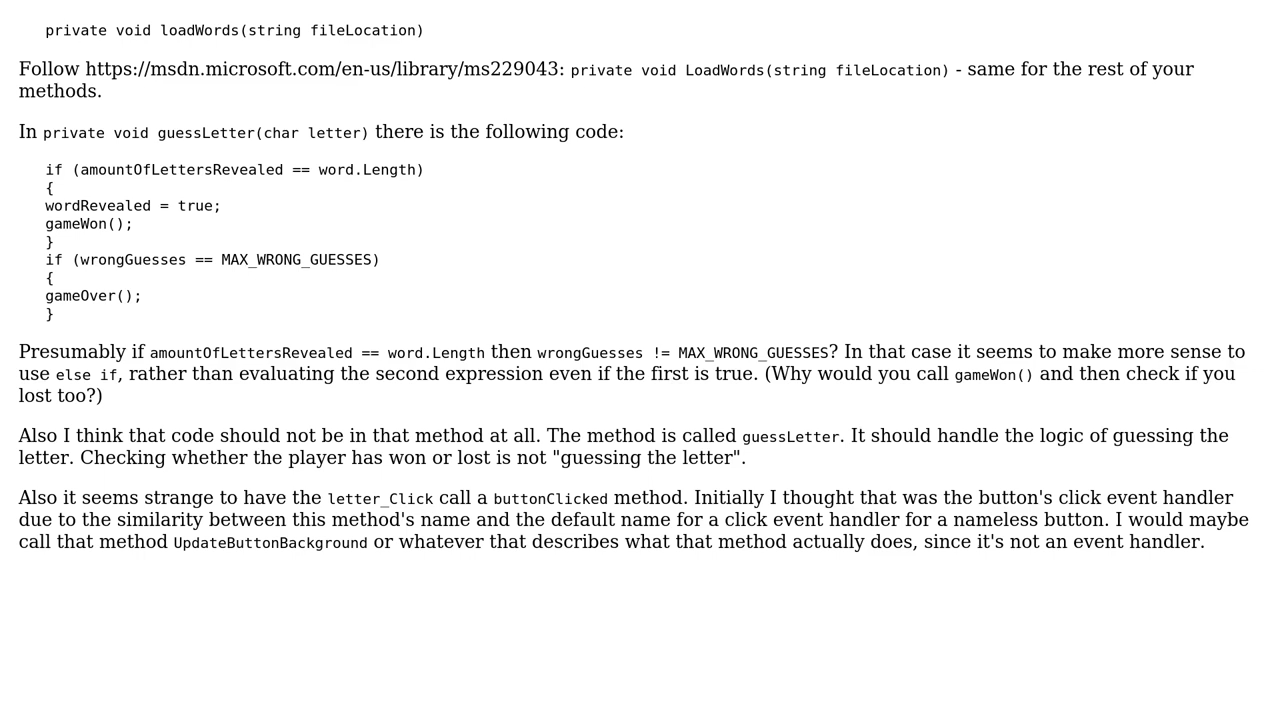 private void loadWords(string fileLocation)
Follow https://msdn.microsoft.com/en-us/library/ms229043: private void LoadWords(string fileLocation) - same for the rest of your
methods.
In private void guessLetter(char letter) there is the following code:
if (amountOfLettersRevealed == word.Length)
{
wordRevealed = true;
gameWon();
}
if (wrongGuesses == MAX_WRONG_GUESSES)
{
gameOver();
}
Presumably if amountOfLettersRevealed == word.Length then wrongGuesses != MAX_WRONG_GUESSES? In that case it seems to make more sense to
use else if, rather than evaluating the second expression even if the first is true. (Why would you call gameWon() and then check if you
lost too?)
Also I think that code should not be in that method at all. The method is called guessLetter. It should handle the logic of guessing the
letter. Checking whether the player has won or lost is not "guessing the letter".
Also it seems strange to have the letter_Click call a buttonClicked method. Initially I thought that was the button's click event handler
due to the similarity between this method's name and the default name for a click event handler for a nameless button. I would maybe
call that method UpdateButtonBackground or whatever that describes what that method actually does, since it's not an event handler.